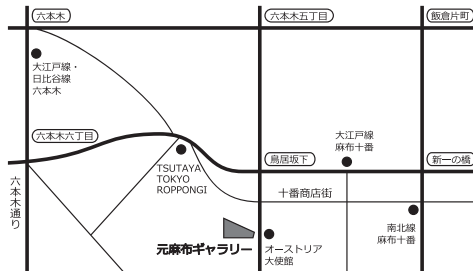 六本木
六本木五丁目
飯倉片町
大江戸線・
日比谷線
六本木
六本木六丁目
大江戸線
麻布十番
鳥居坂下
新一の橋
TSUTAYA
TOKYO
ROPPONGI
六本木通り
十番商店街
南北線
麻布十番
元麻布ギャラリー
オーストリア
大使館